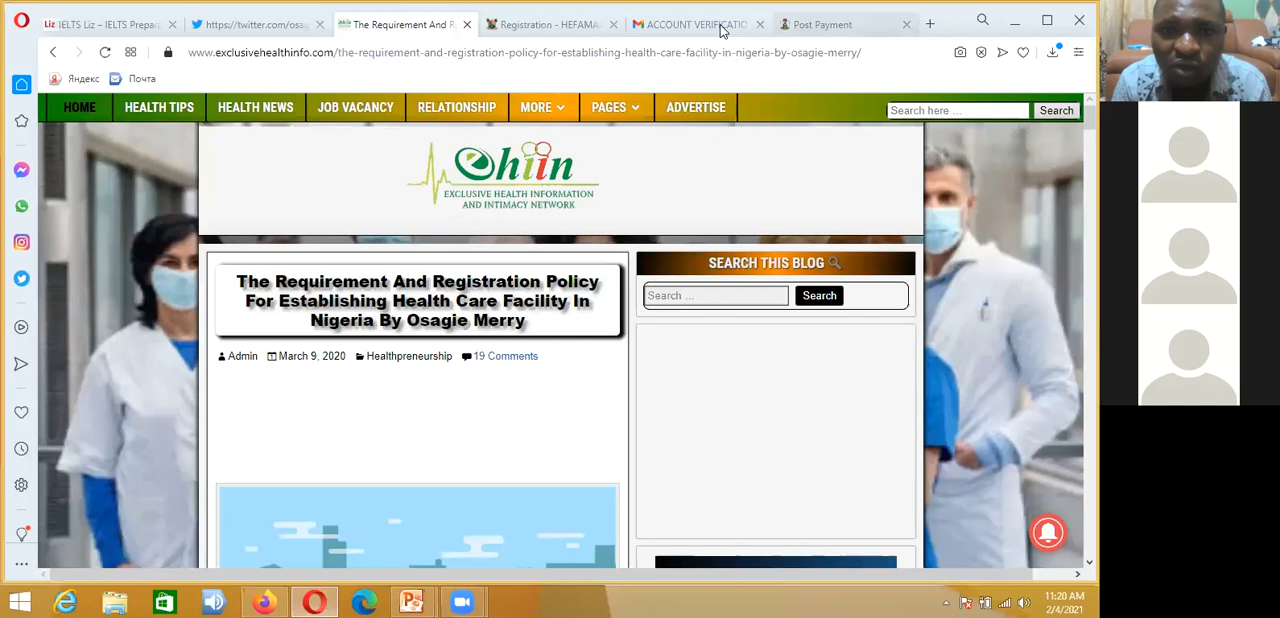 Liz IELTS Liz – IELTS Prepara
https://twitter.com/osag
The Requirement And R
Registration - HEFAMA
ACCOUNT VERIFICATIO
Post Payment
www.exclusivehealthinfo.com/the-requirement-and-registration-policy-for-establishing-health-care-facility-in-nigeria-by-osagie-merry/
Яндекс
Почта
HOME
HEALTH TIPS
HEALTH NEWS
JOB VACANCY
RELATIONSHIP
MORE
PAGES
ADVERTISE
Search here ...
Search
ehiin
EXCLUSIVE HEALTH INFORMATION
AND INTIMACY NETWORK
The Requirement And Registration Policy
For Establishing Health Care Facility In
Nigeria By Osagie Merry
Admin March 9, 2020 Healthpreneurship 19 Comments
SEARCH THIS BLOG
Search ...
Search
11:20 AM
2/4/2021